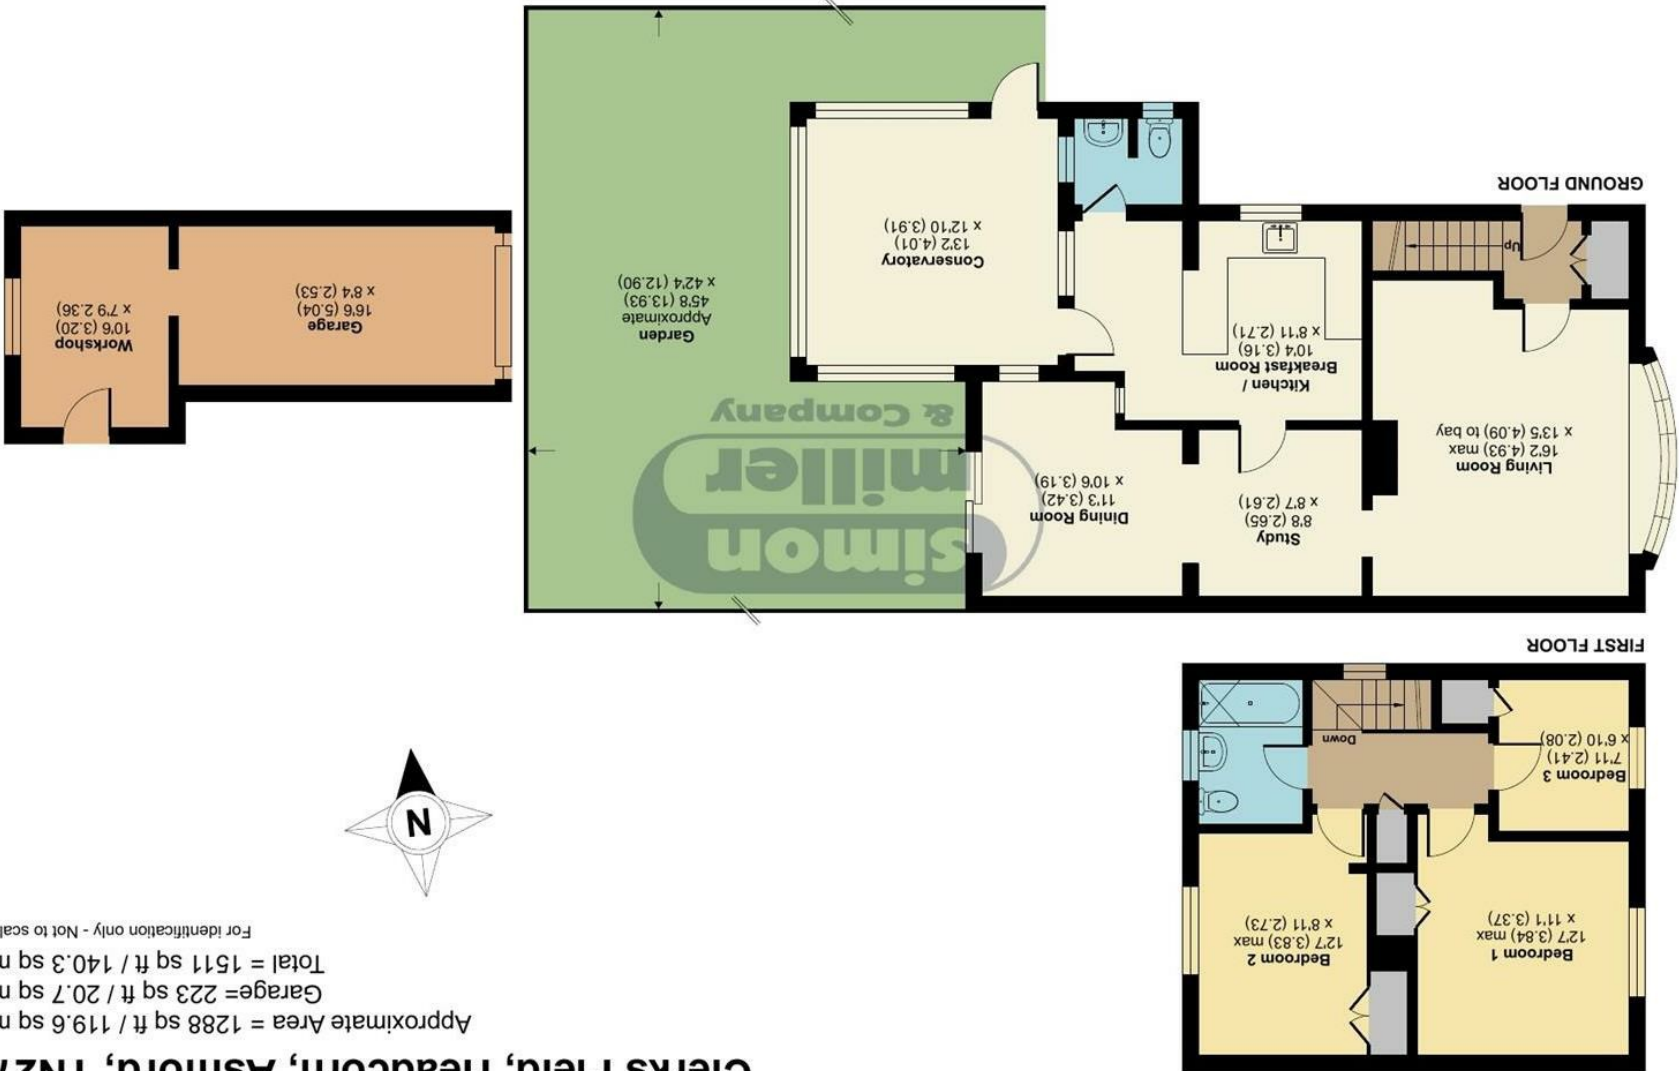 Clerks Field, Headcorn, Ashford, TN27
Approximate Area = 1288 sq ft / 119.6 sq m
Garage= 223 sq ft / 20.7 sq m
Total = 1511 sq ft / 140.3 sq m
For identification only - Not to scal
Bedroom 1
12'7 (3.84) max
x 11'1 (3.37)
Bedroom 2
12'7 (3.83) max
x 8'11 (2.73)
Bedroom 3
7'11 (2.41)
x 6'10 (2.08)
Down
N
FIRST FLOOR
Living Room
16'2 (4.93) max
x 13'5 (4.09) to bay
Study
8'8 (2.65)
x 8'7 (2.61)
Dining Room
11'3 (3.42)
x 10'6 (3.19)
simon
miller
& Company
Kitchen /
Breakfast Room
10'4 (3.16)
x 8'11 (2.71)
Garden
Approximate
45'8 (13.93)
x 42'4 (12.90)
Workshop
10'6 (3.20)
x 7'9 2.36)
Garage
16'6 (5.04)
x 8'4 (2.53)
Conservatory
13'2 (4.01)
x 12'10 (3.91)
Up
GROUND FLOOR